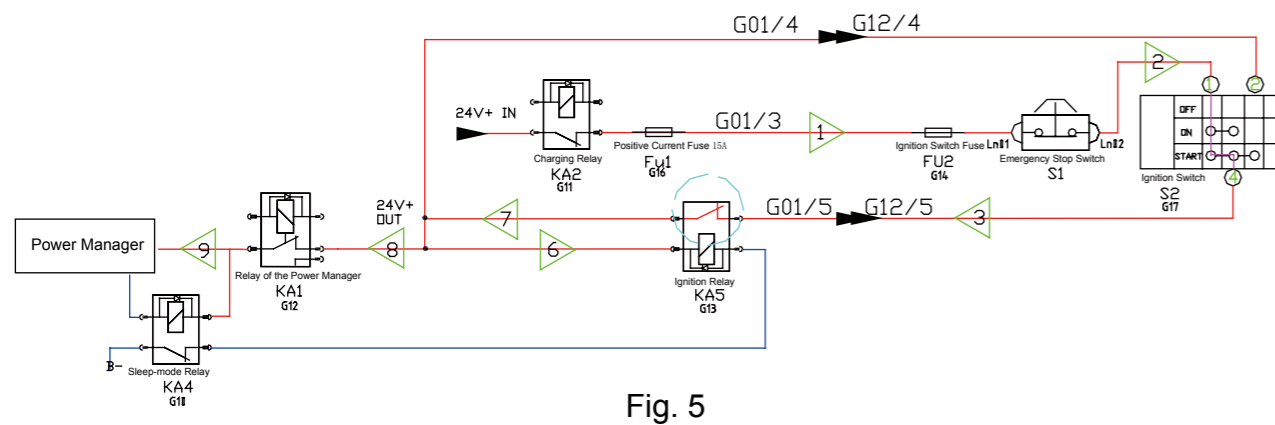 G01/4
G12/4
2
1
2
24V+ IN
G01/3
1
OFF
ON
START
Positive Current Fuse 15A
Fu1
G16
Ignition Switch Fuse
FU2
G14
Emergency Stop Switch
S1
Ignition Switch
S2
G17
4
Charging Relay
KA2
G11
24V+
OUT
7
G01/5
G12/5
3
Power Manager
9
8
6
Relay of the Power Manager
KA1
G12
Ignition Relay
KA5
G13
B-
Sleep-mode Relay
KA4
Fig. 5